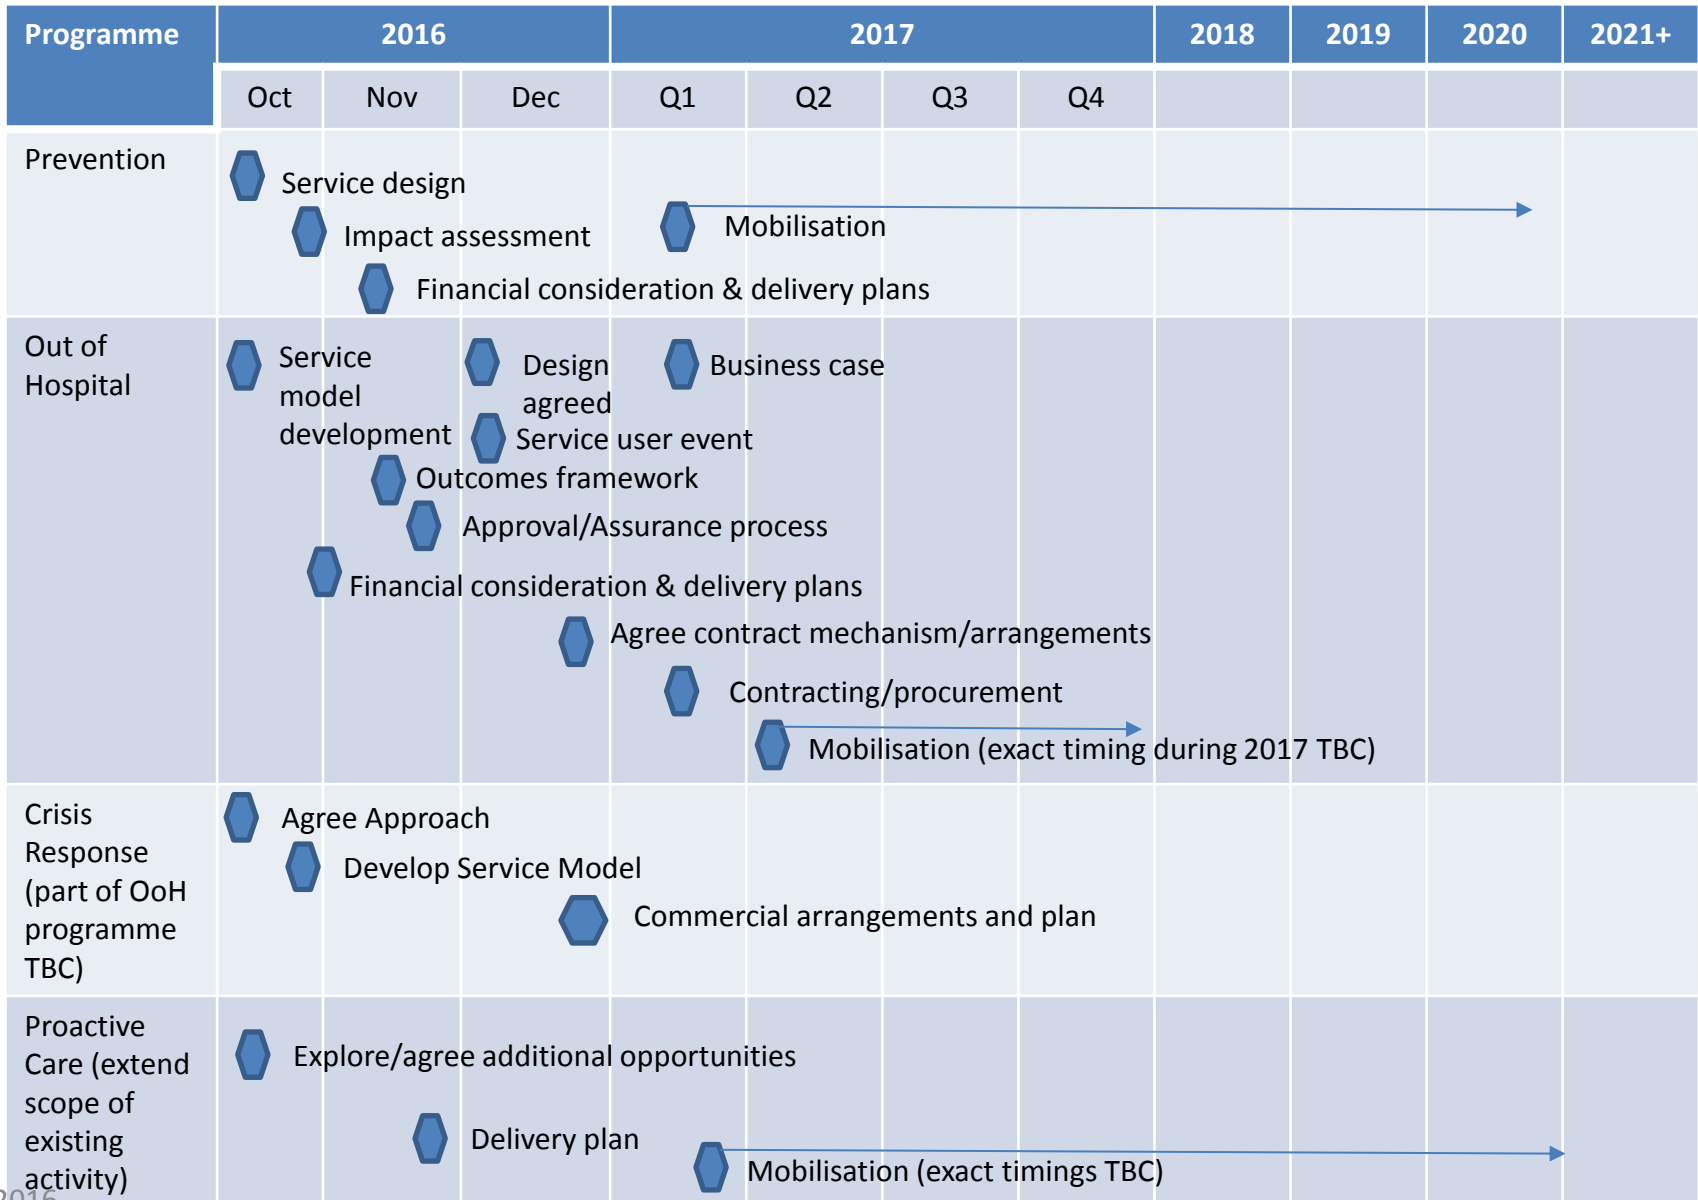 Programme 2016 2017 2018 2019 2020 2021+
Oct Nov Dec Q1 Q2 Q3 Q4
Prevention
Service design
Impact assessment
Mobilisation
Financial consideration & delivery plans
Out of
Hospital
Service
model
development
Design
agreed
Business case
Service user event
Outcomes framework
Approval/Assurance process
Financial consideration & delivery plans
Agree contract mechanism/arrangements
Contracting/procurement
Mobilisation (exact timing during 2017 TBC)
Crisis
Response
(part of OoH
programme
TBC)
Agree Approach
Develop Service Model
Commercial arrangements and plan
Proactive
Care (extend
scope of
existing
activity)
Explore/agree additional opportunities
Delivery plan
Mobilisation (exact timings TBC)
2016